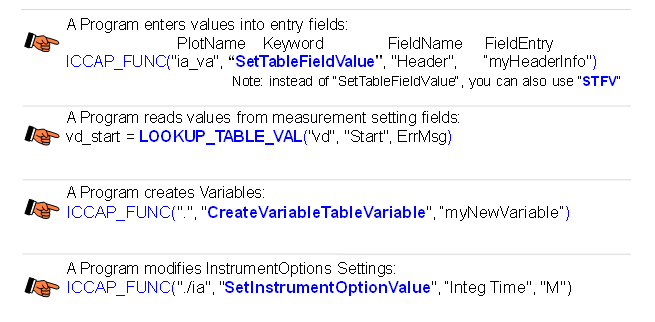 A Program enters values into entry fields:
PlotName Keyword FieldName FieldEntry
ICCAP_FUNC("ia_va", “SetTableFieldValue”, "Header", "myHeaderInfo")
Note: instead of "SetTableFieldValue", you can also use "STFV"
A Program reads values from measurement setting fields:
vd_start = LOOKUP_TABLE_VAL("vd", "Start", ErrMsg)
A Program creates Variables:
ICCAP_FUNC(".", "CreateVariableTableVariable", "myNewVariable")
A Program modifies InstrumentOptions Settings:
ICCAP_FUNC("./ia", "SetInstrumentOptionValue", "Integ Time", "M")